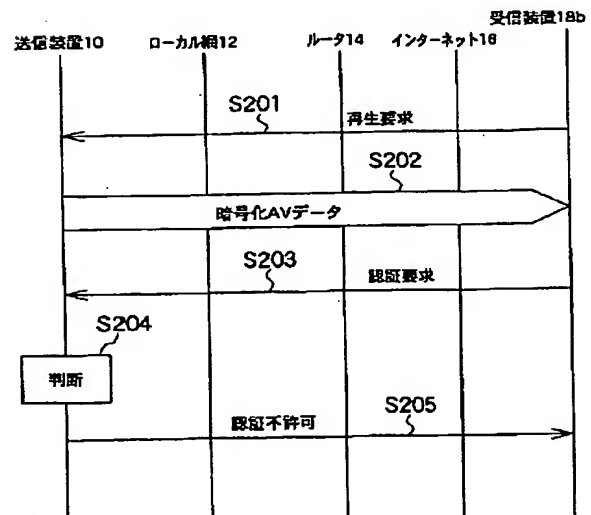 送信装置10
ローカル網12
ルータ14
インターネット16
受信装置18b
S201
再生要求
S202
暗号化AVデータ
S203
認証要求
S204
判断
S205
認証不許可